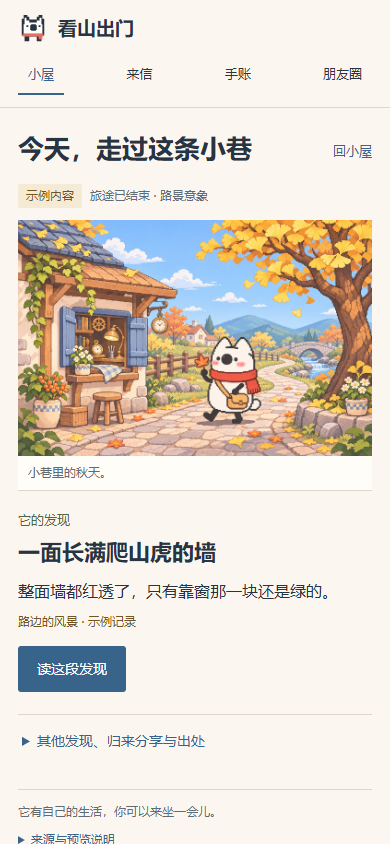 看山出门
小屋
来信
手账
朋友圈
今天，走过这条小巷
回小屋
示例内容
旅途已结束 · 路景意象
小巷里的秋天。
它的发现
一面长满爬山虎的墙
整面墙都红透了，只有靠窗那一块还是绿的。
路边的风景 · 示例记录
读这段发现
其他发现、归来分享与出处
它有自己的生活，你可以来坐一会儿。
来源与预览说明